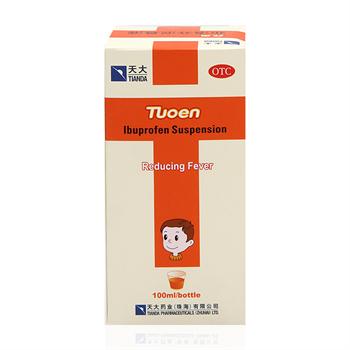 天大
TIANDA
OTC
Tuoen
Ibuprofen Suspension
Reducing Fever
100ml/bottle
天大药业(珠海)有限公司
TIANDA PHARMACEUTICALS (ZHUHAI) LTD.